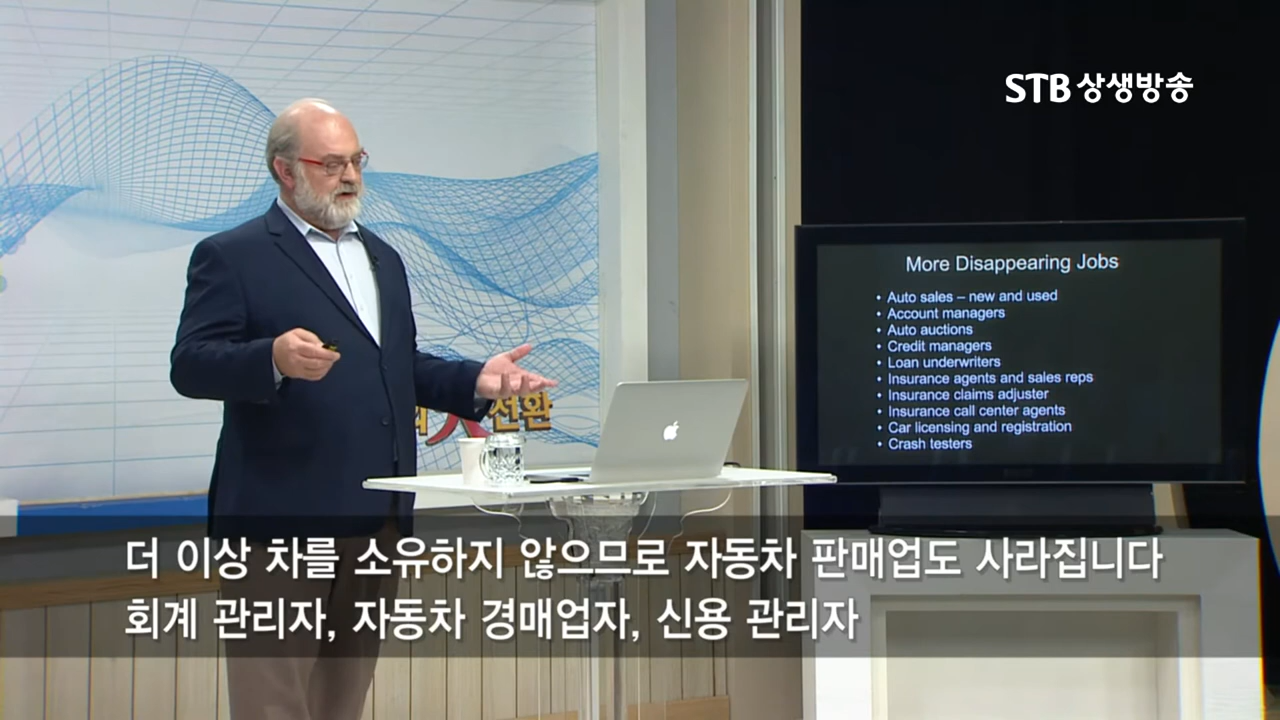 STB 상생방송
More Disappearing Jobs
• Auto sales – new and used
• Account managers
• Auto auctions
• Credit managers
• Loan underwriters
• Insurance agents and sales reps
• Insurance claims adjuster
• Insurance call center agents
• Car licensing and registration
• Crash testers
전환
더 이상 차를 소유하지 않으므로 자동차 판매업도 사라집니다
회계 관리자, 자동차 경매업자, 신용 관리자